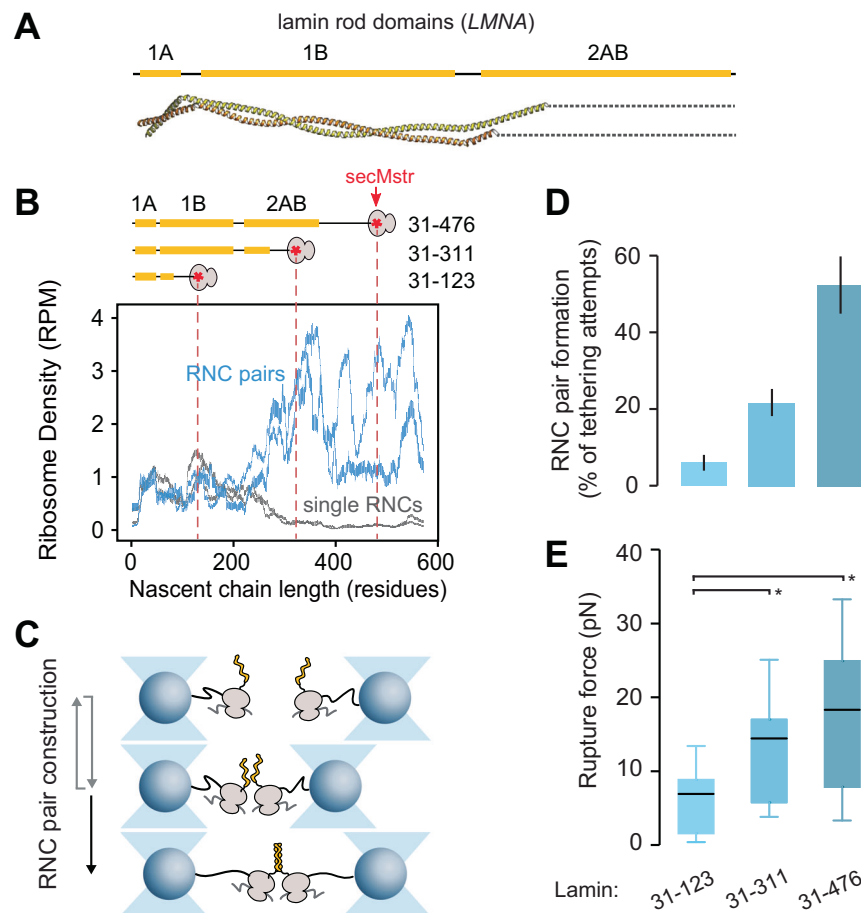 A
lamin rod domains (LMNA)
1A 1B 2AB
B
secMstr
1A 1B 2AB
31-476
31-311
31-123
Ribosome Density (RPM)
4
3
2
1
0
RNC pairs
single RNCs
0 200 400 600
Nascent chain length (residues)
C
RNC pair construction
D
RNC pair formation
(% of tethering attempts)
60
40
20
0
E
Rupture force (pN)
40
30
20
10
0
* *
Lamin: 31-123 31-311 31-476